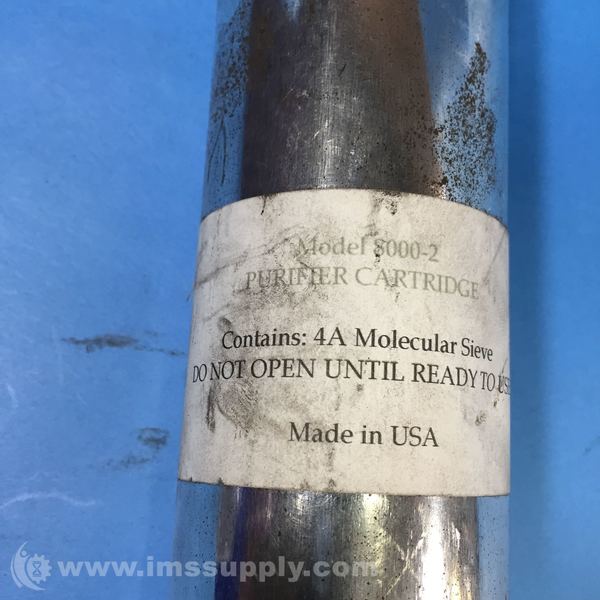 Model 8000-2
PURIFIER CARTRIDGE
Contains: 4A Molecular Sieve
DO NOT OPEN UNTIL READY TO USE
Made in USA
www.imssupply.com